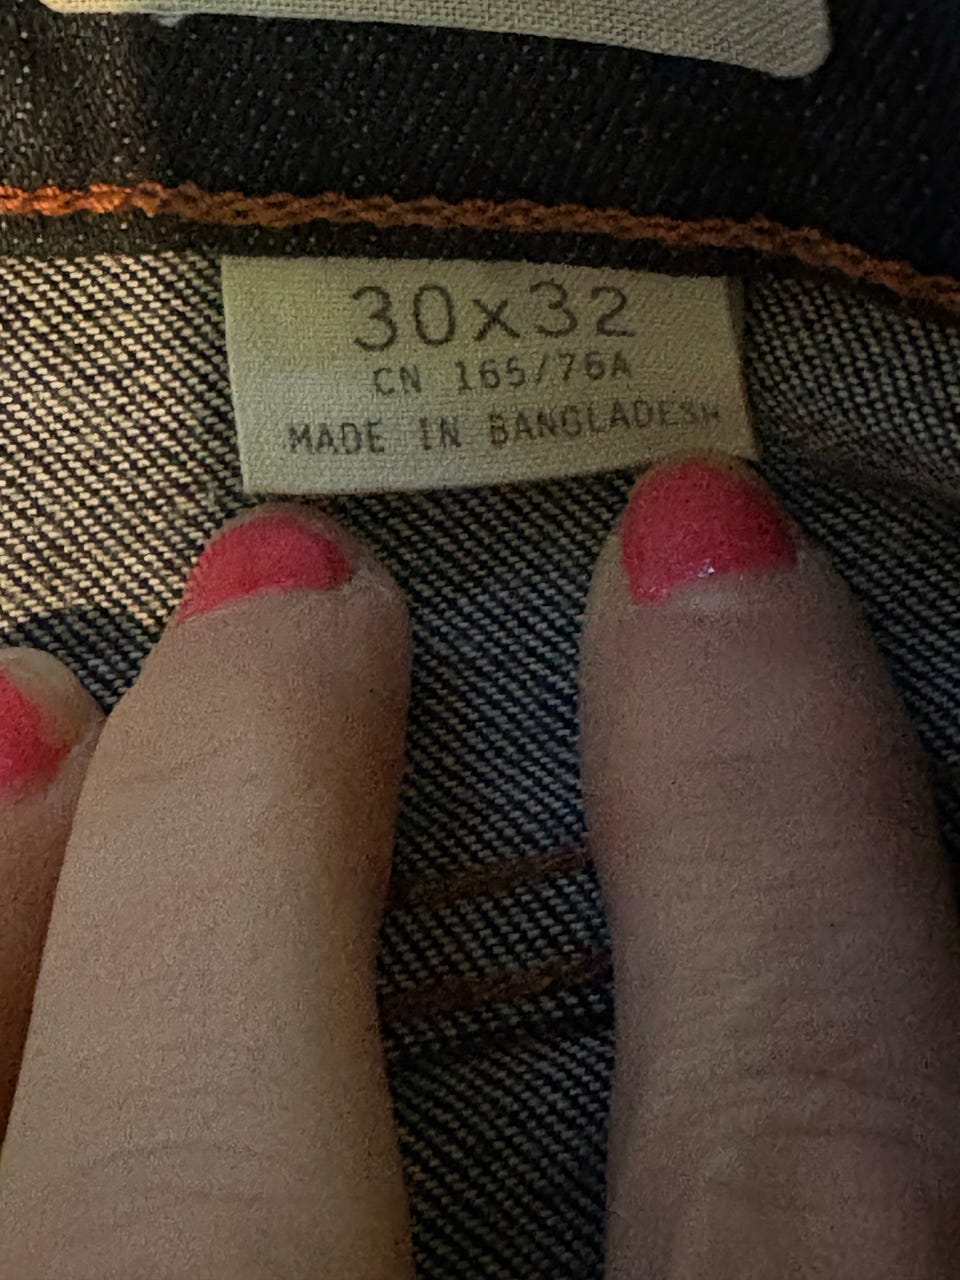 30x32
CN 165/76A
MADE IN BANGLADESH